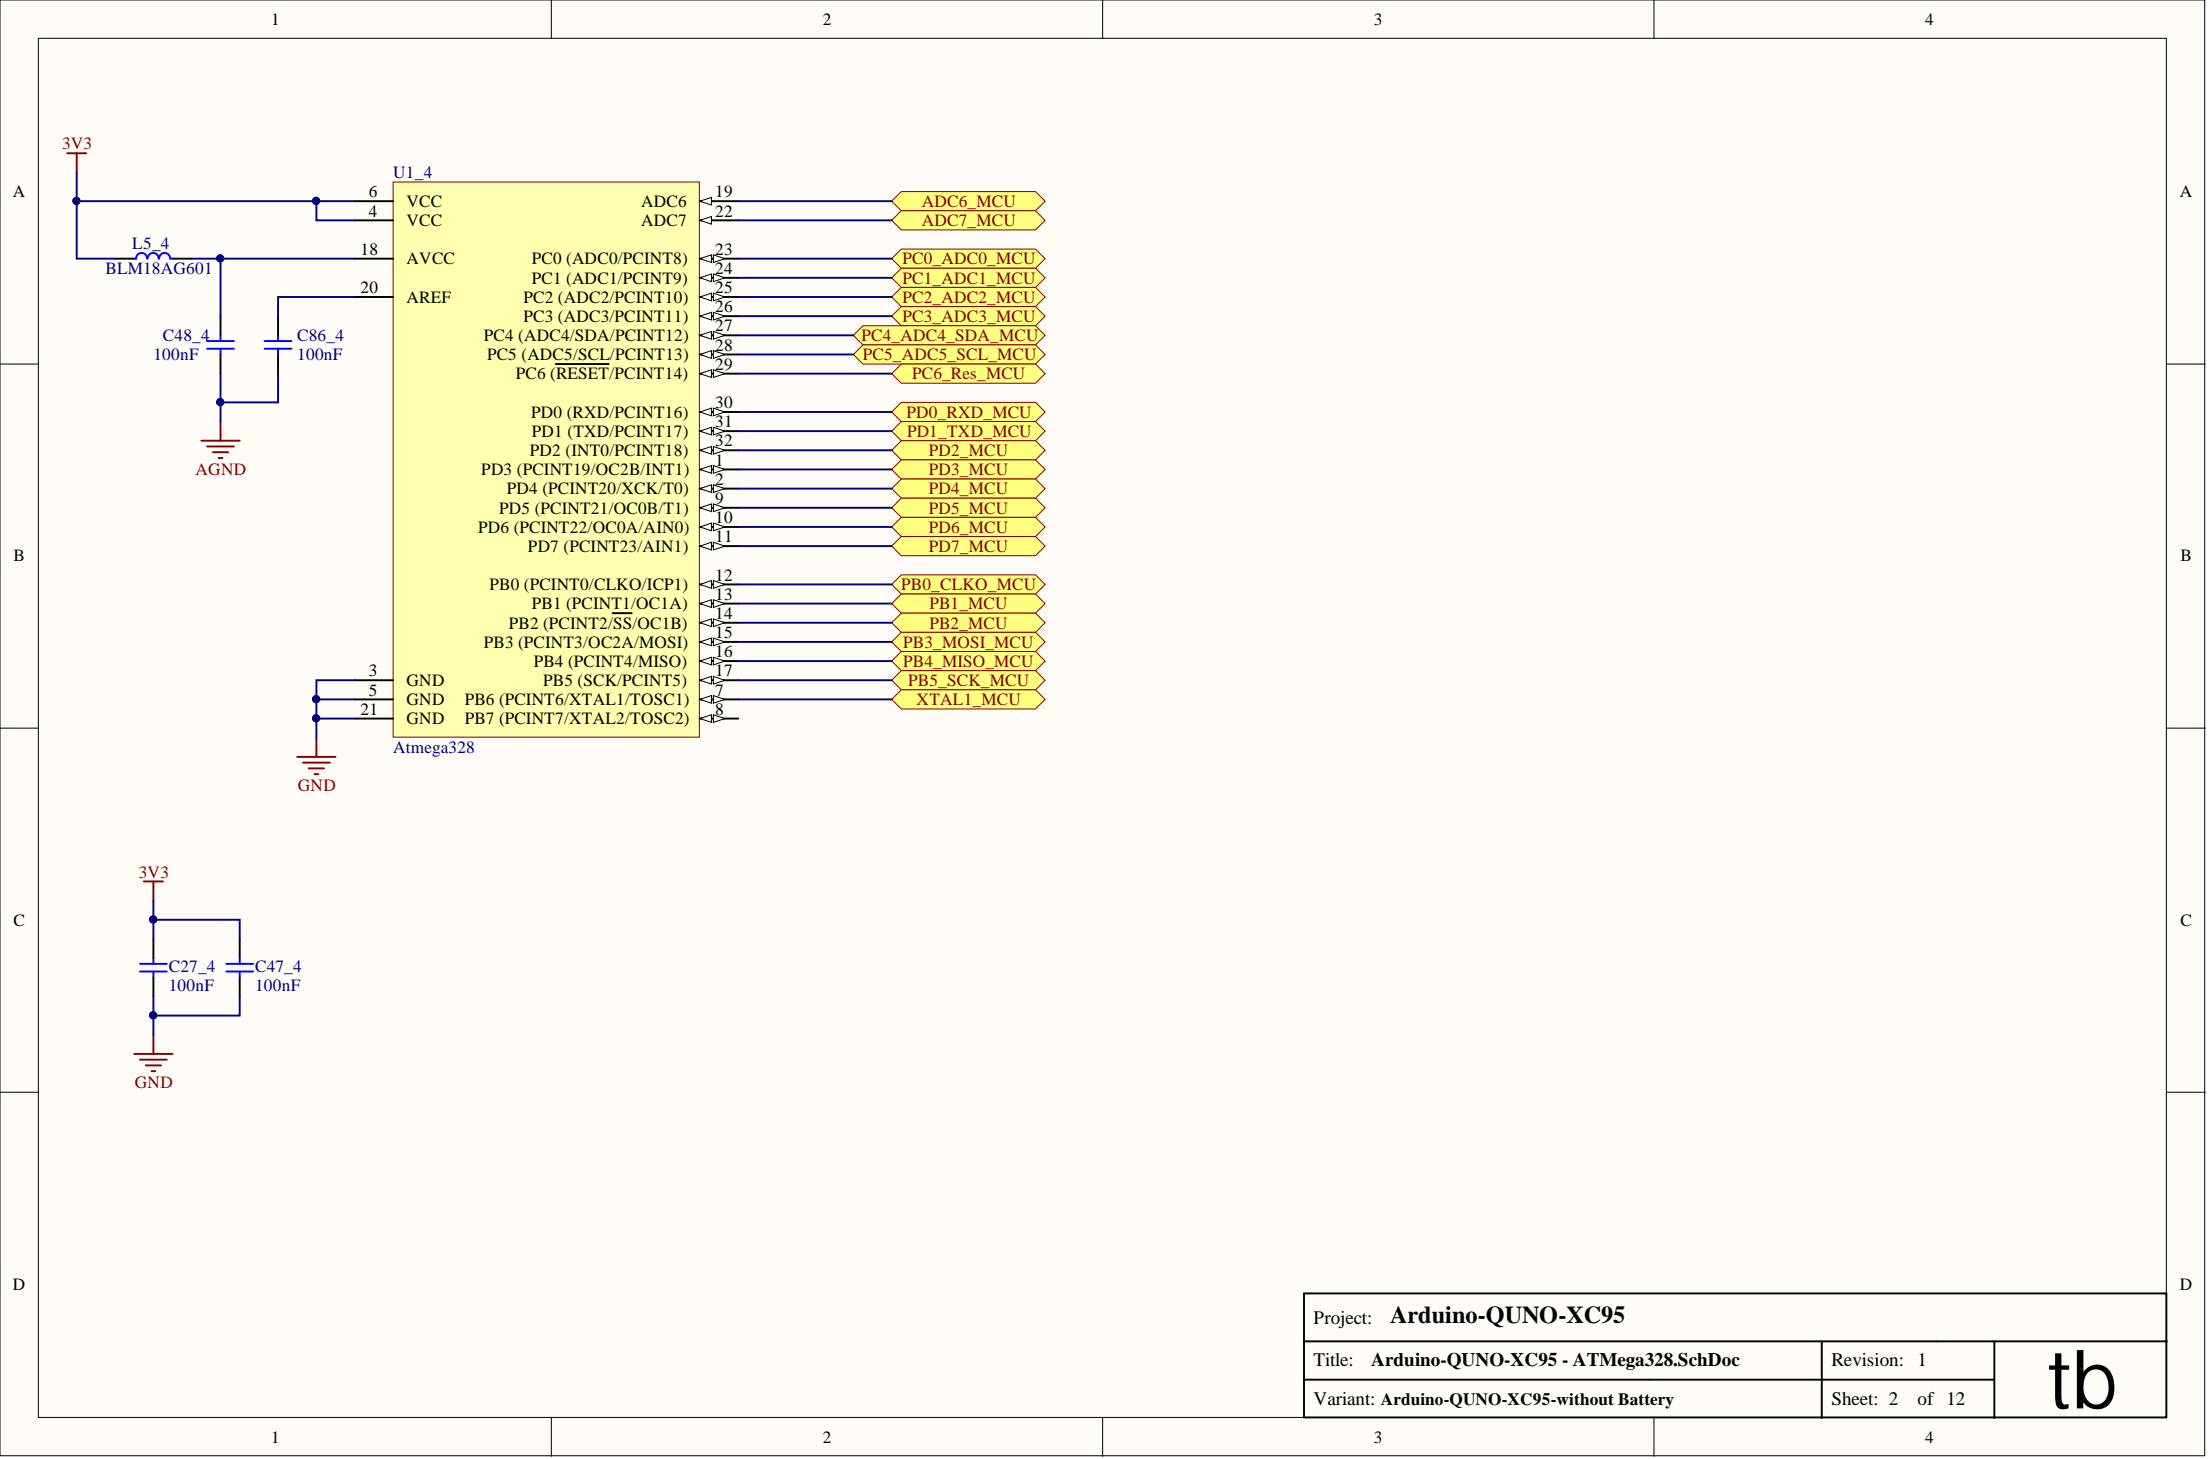 1 2 3 4
A A
B B
C C
D D
1 2 3 4
3V3
U1_4
6 VCC
4 VCC
L5_4
BLM18AG601
18 AVCC
20 AREF
C48_4
100nF
C86_4
100nF
AGND
3 GND
5 GND
21 GND
GND
Atmega328
ADC6 19 ADC6_MCU
ADC7 22 ADC7_MCU
PC0 (ADC0/PCINT8) 23 PC0_ADC0_MCU
PC1 (ADC1/PCINT9) 24 PC1_ADC1_MCU
PC2 (ADC2/PCINT10) 25 PC2_ADC2_MCU
PC3 (ADC3/PCINT11) 26 PC3_ADC3_MCU
PC4 (ADC4/SDA/PCINT12) 27 PC4_ADC4_SDA_MCU
PC5 (ADC5/SCL/PCINT13) 28 PC5_ADC5_SCL_MCU
PC6 (RESET/PCINT14) 29 PC6_Res_MCU
PD0 (RXD/PCINT16) 30 PD0_RXD_MCU
PD1 (TXD/PCINT17) 31 PD1_TXD_MCU
PD2 (INT0/PCINT18) 32 PD2_MCU
PD3 (PCINT19/OC2B/INT1) 1 PD3_MCU
PD4 (PCINT20/XCK/T0) 2 PD4_MCU
PD5 (PCINT21/OC0B/T1) 9 PD5_MCU
PD6 (PCINT22/OC0A/AIN0) 10 PD6_MCU
PD7 (PCINT23/AIN1) 11 PD7_MCU
PB0 (PCINT0/CLKO/ICP1) 12 PB0_CLKO_MCU
PB1 (PCINT1/OC1A) 13 PB1_MCU
PB2 (PCINT2/SS/OC1B) 14 PB2_MCU
PB3 (PCINT3/OC2A/MOSI) 15 PB3_MOSI_MCU
PB4 (PCINT4/MISO) 16 PB4_MISO_MCU
PB5 (SCK/PCINT5) 17 PB5_SCK_MCU
PB6 (PCINT6/XTAL1/TOSC1) 7 XTAL1_MCU
PB7 (PCINT7/XTAL2/TOSC2) 8
3V3
C27_4
100nF
C47_4
100nF
GND
Project: Arduino-QUNO-XC95
Title: Arduino-QUNO-XC95 - ATMega328.SchDoc
Revision: 1
Variant: Arduino-QUNO-XC95-without Battery
Sheet: 2 of 12
tb